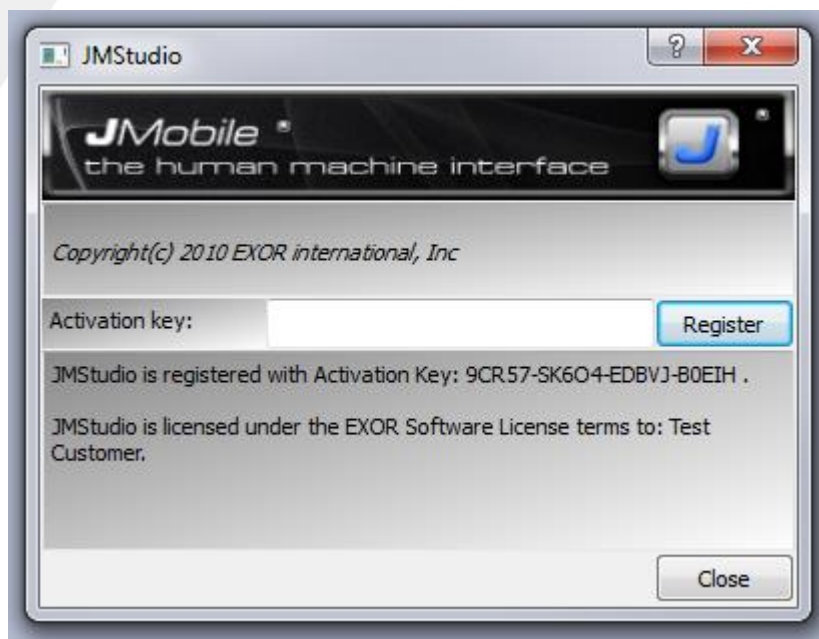 JMStudio
JMobile
the human machine interface
Copyright(c) 2010 EXOR international, Inc
Activation key:
Register
JMStudio is registered with Activation Key: 9CR57-SK6O4-EDBVJ-B0EIH .
JMStudio is licensed under the EXOR Software License terms to: Test
Customer.
Close